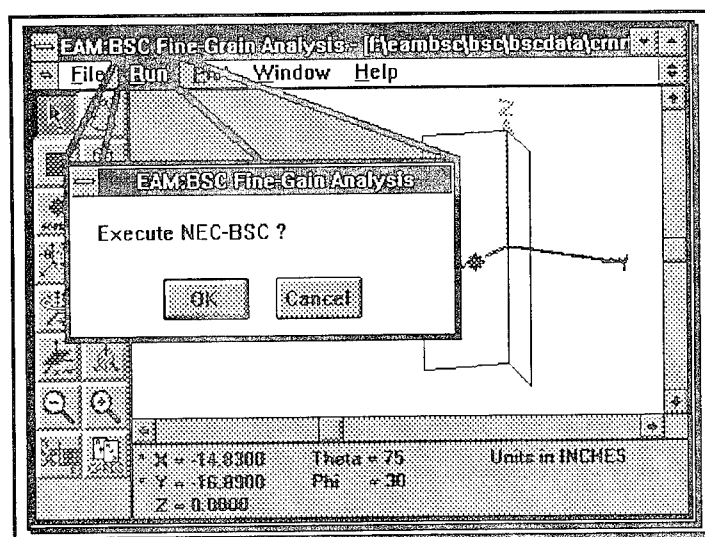 EAM:BSC Fine-Grain Analysis - [f:\eambsc\bsc\bscdata\crnr
File Run Window Help
EAM:BSC Fine-Gain Analysis
Execute NEC-BSC ?
OK Cancel
X = -14.8300 Theta = 75 Units in INCHES
Y = -16.8900 Phi = 30
Z = 0.0000